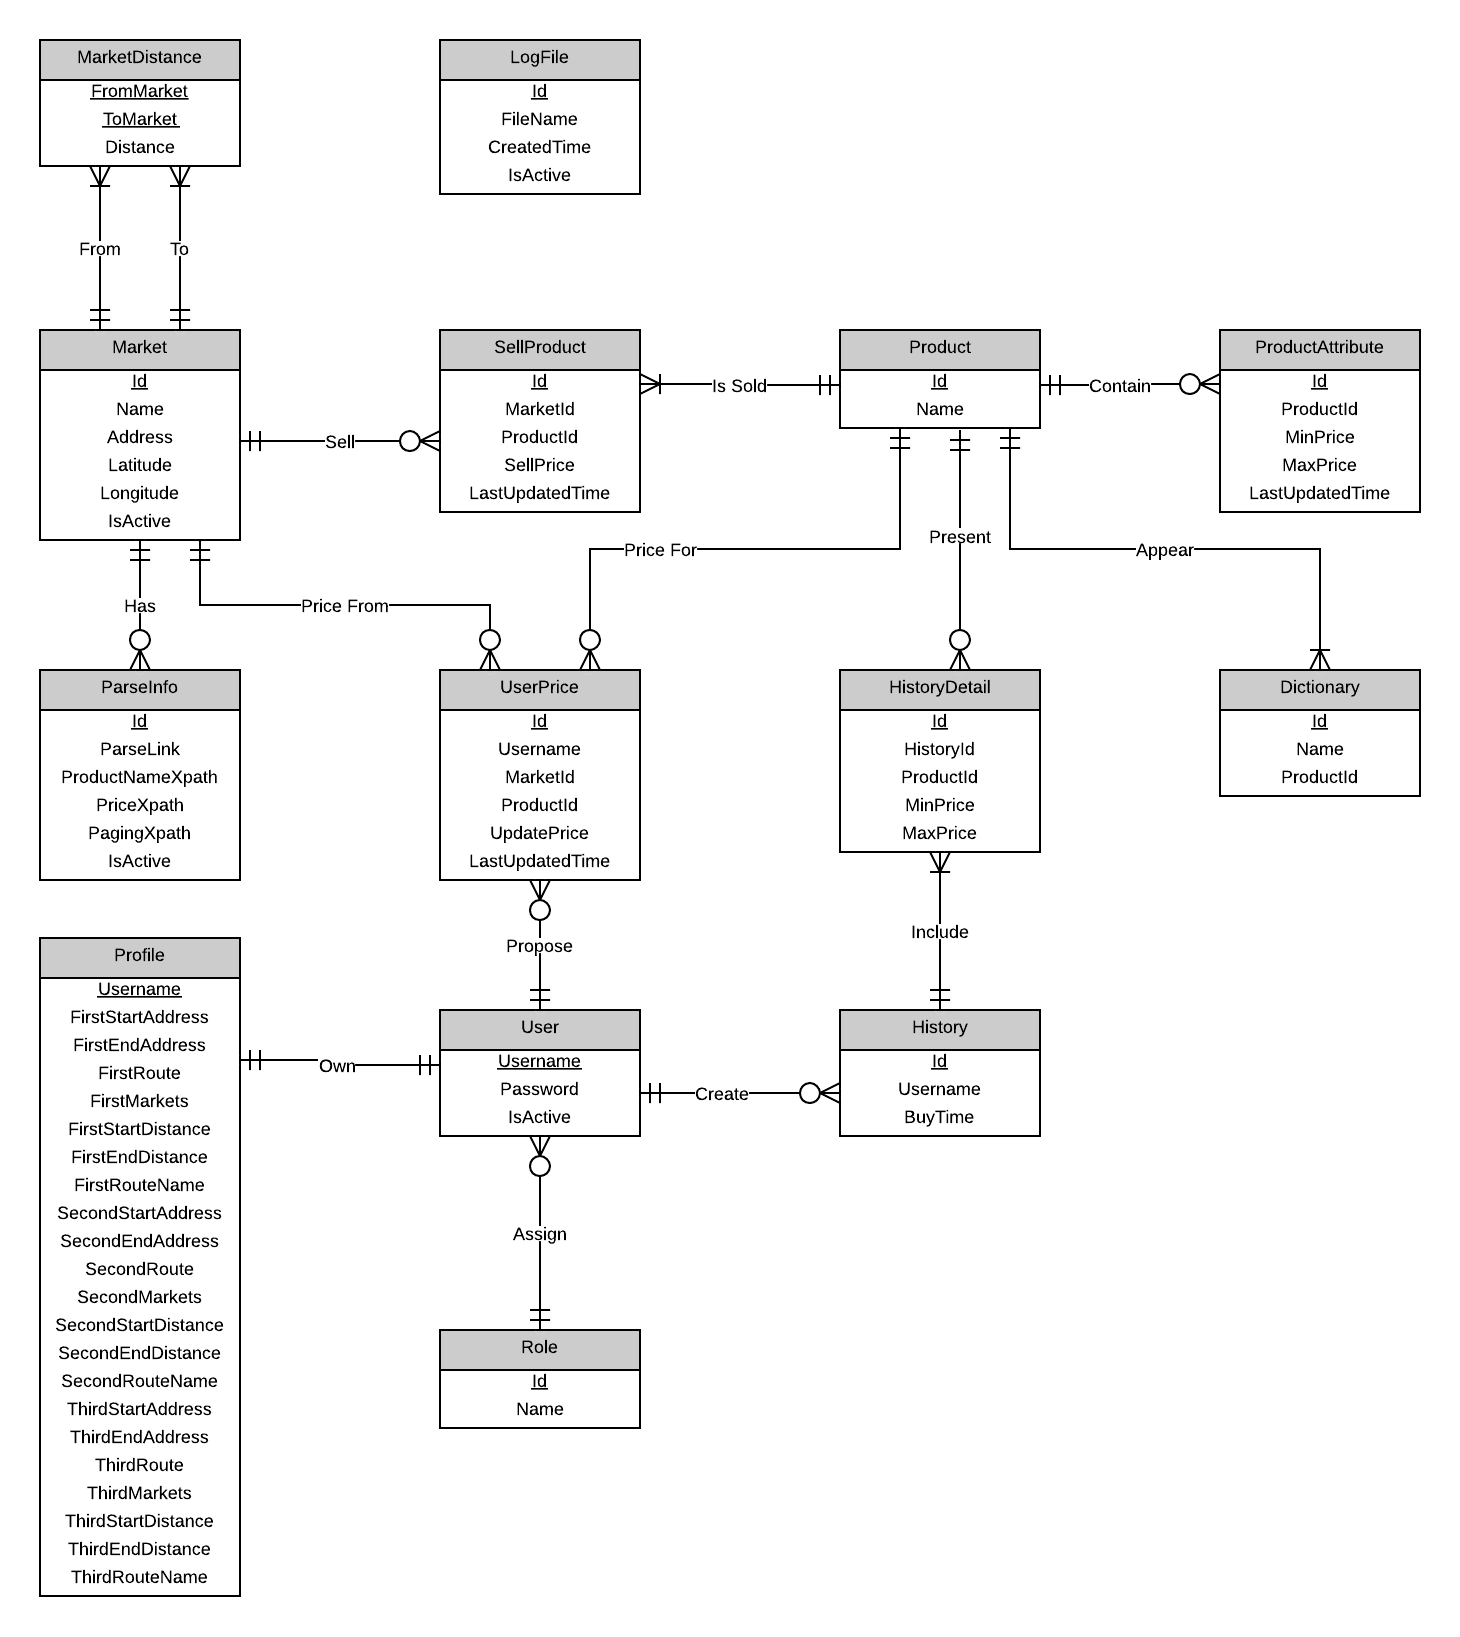 MarketDistance
FromMarket
ToMarket
Distance
LogFile
Id
FileName
CreatedTime
IsActive
From
To
Market
Id
Name
Address
Latitude
Longitude
IsActive
Sell
SellProduct
Id
MarketId
ProductId
SellPrice
LastUpdatedTime
Is Sold
Product
Id
Name
Contain
ProductAttribute
Id
ProductId
MinPrice
MaxPrice
LastUpdatedTime
Has
Price From
Price For
Present
Appear
ParseInfo
Id
ParseLink
ProductNameXpath
PriceXpath
PagingXpath
IsActive
UserPrice
Id
Username
MarketId
ProductId
UpdatePrice
LastUpdatedTime
HistoryDetail
Id
HistoryId
ProductId
MinPrice
MaxPrice
Dictionary
Id
Name
ProductId
Propose
Include
Profile
Username
FirstStartAddress
FirstEndAddress
FirstRoute
FirstMarkets
FirstStartDistance
FirstEndDistance
FirstRouteName
SecondStartAddress
SecondEndAddress
SecondRoute
SecondMarkets
SecondStartDistance
SecondEndDistance
SecondRouteName
ThirdStartAddress
ThirdEndAddress
ThirdRoute
ThirdMarkets
ThirdStartDistance
ThirdEndDistance
ThirdRouteName
Own
User
Username
Password
IsActive
Create
History
Id
Username
BuyTime
Assign
Role
Id
Name